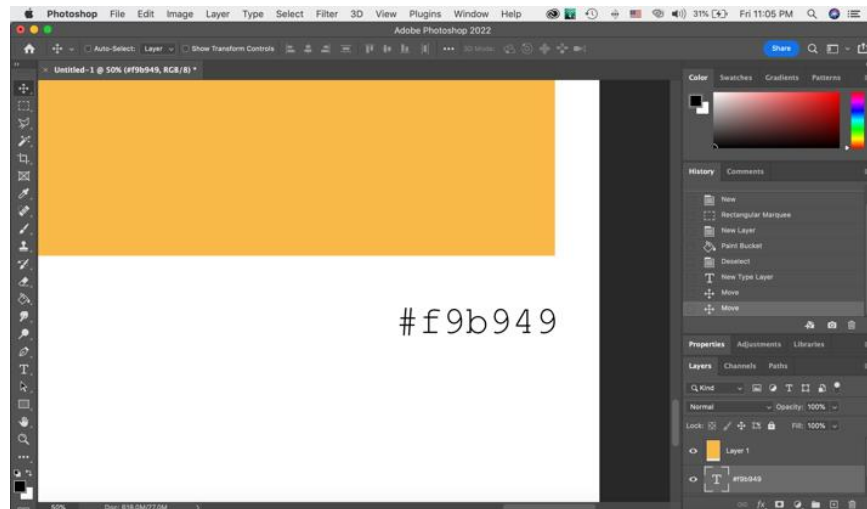 Photoshop File Edit Image Layer Type Select Filter 3D View Plugins Window Help 31% Fri 11:05 PM
Adobe Photoshop 2022
Auto-Select: Layer Show Transform Controls 3D Mode: Share
Untitled-1 @ 50% (#f9b949, RGB/8) *
Color Swatches Gradients Patterns
History Comments
New
Rectangular Marquee
New Layer
Paint Bucket
Deselect
New Type Layer
Move
Move
#f9b949
Properties Adjustments Libraries
Layers Channels Paths
Kind
Normal Opacity: 100%
Lock: Fill: 100%
Layer 1
#f9b949
50%